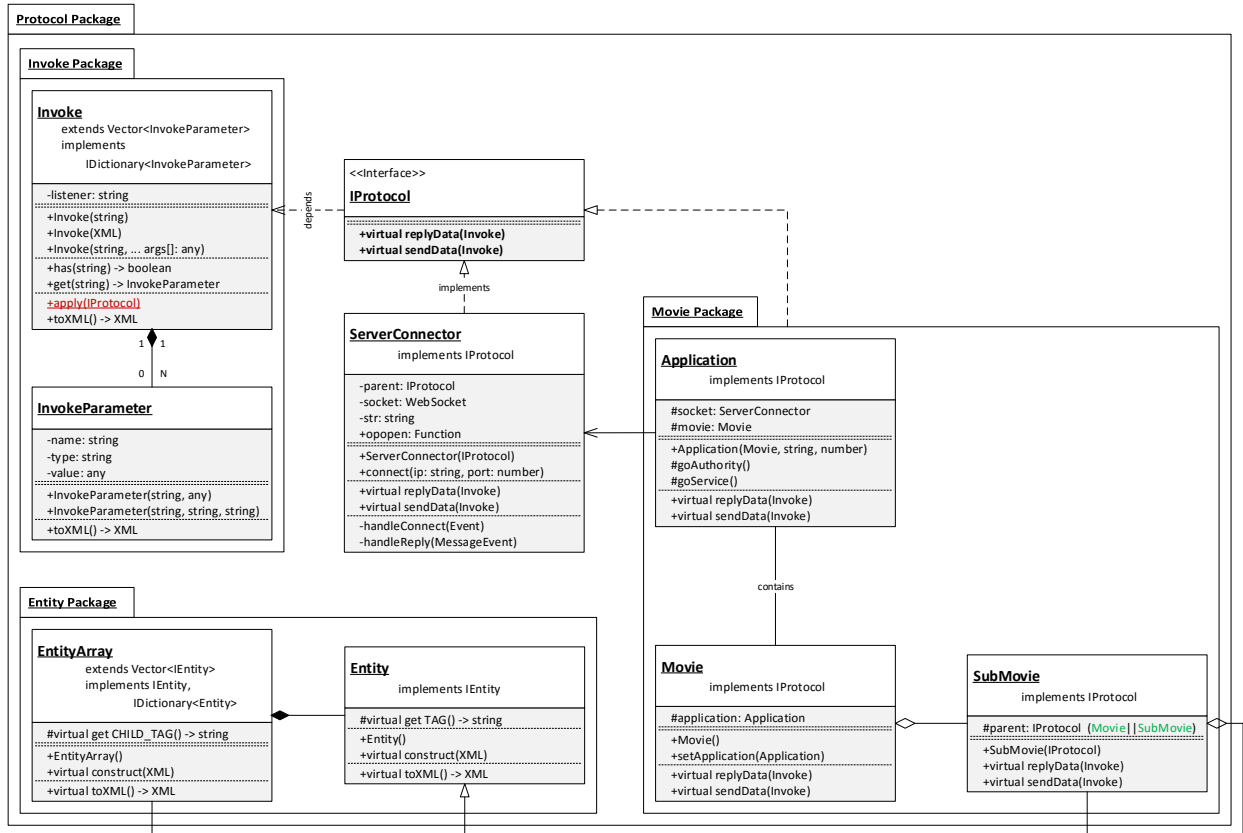 Protocol Package
Invoke Package
Invoke
extends Vector<InvokeParameter>
implements
IDictionary<InvokeParameter>
-listener: string
+Invoke(string)
+Invoke(XML)
+Invoke(string, ... args[]: any)
+has(string) -> boolean
+get(string) -> InvokeParameter
+apply(IProtocol)
+toXML() -> XML
1 1
0 N
InvokeParameter
-name: string
-type: string
-value: any
+InvokeParameter(string, any)
+InvokeParameter(string, string, string)
+toXML() -> XML
depends
<<Interface>>
IProtocol
+virtual replyData(Invoke)
+virtual sendData(Invoke)
implements
ServerConnector
implements IProtocol
-parent: IProtocol
-socket: WebSocket
-str: string
+opopen: Function
+ServerConnector(IProtocol)
+connect(ip: string, port: number)
+virtual replyData(Invoke)
+virtual sendData(Invoke)
-handleConnect(Event)
-handleReply(MessageEvent)
Movie Package
Application
implements IProtocol
#socket: ServerConnector
#movie: Movie
+Application(Movie, string, number)
#goAuthority()
#goService()
+virtual replyData(Invoke)
+virtual sendData(Invoke)
contains
Movie
implements IProtocol
#application: Application
+Movie()
+setApplication(Application)
+virtual replyData(Invoke)
+virtual sendData(Invoke)
SubMovie
implements IProtocol
#parent: IProtocol (Movie||SubMovie)
+SubMovie(IProtocol)
+virtual replyData(Invoke)
+virtual sendData(Invoke)
Entity Package
EntityArray
extends Vector<IEntity>
implements IEntity,
IDictionary<Entity>
#virtual get CHILD_TAG() -> string
+EntityArray()
+virtual construct(XML)
+virtual toXML() -> XML
Entity
implements IEntity
#virtual get TAG() -> string
+Entity()
+virtual construct(XML)
+virtual toXML() -> XML